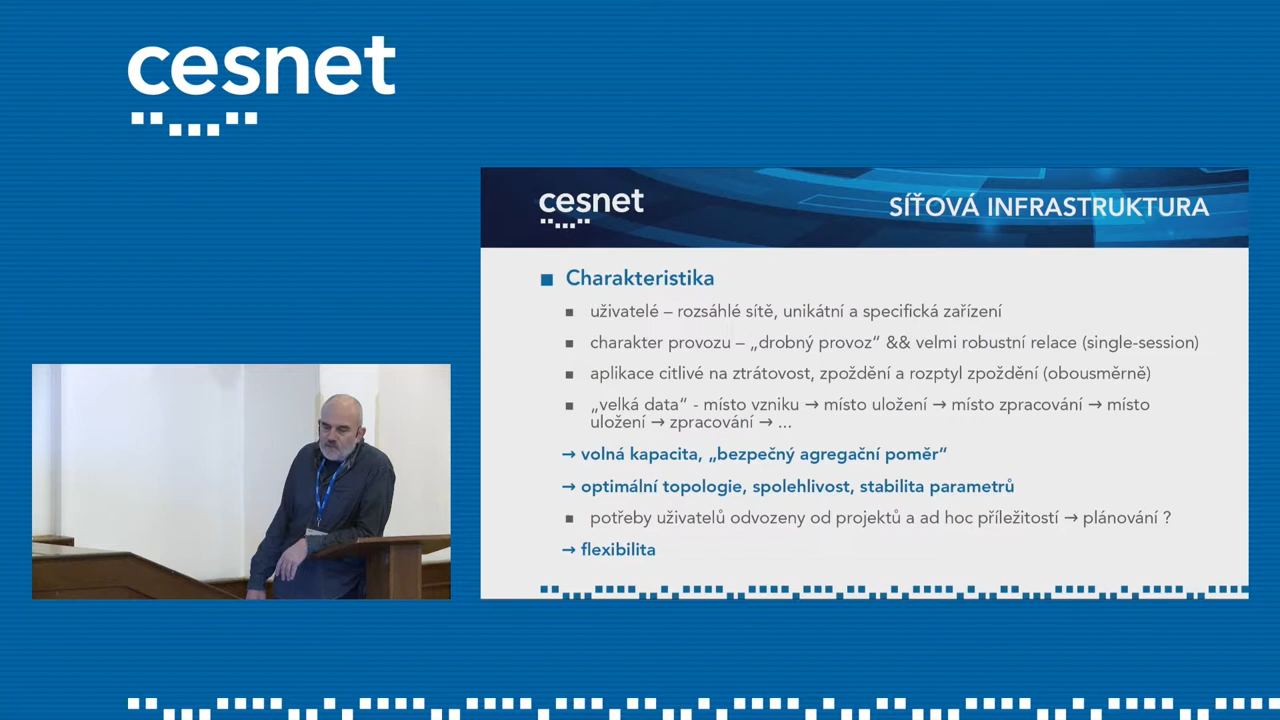 cesnet
cesnet
SÍŤOVÁ INFRASTRUKTURA
Charakteristika
uživatelé – rozsáhlé sítě, unikátní a specifická zařízení
charakter provozu – „drobný provoz“ && velmi robustní relace (single-session)
aplikace citlivé na ztrátovost, zpoždění a rozptyl zpoždění (obousměrně)
„velká data“ - místo vzniku → místo uložení → místo zpracování → místo
uložení → zpracování → ...
→ volná kapacita, „bezpečný agregační poměr“
→ optimální topologie, spolehlivost, stabilita parametrů
potřeby uživatelů odvozeny od projektů a ad hoc příležitostí → plánování ?
→ flexibilita